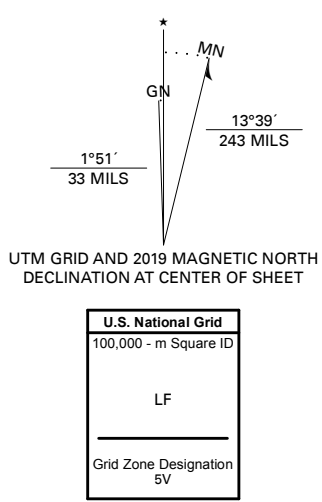 ★
MN
GN
1°51´
33 MILS
13°39´
243 MILS
UTM GRID AND 2019 MAGNETIC NORTH
DECLINATION AT CENTER OF SHEET
U.S. National Grid
100,000 - m Square ID
LF
Grid Zone Designation
5V